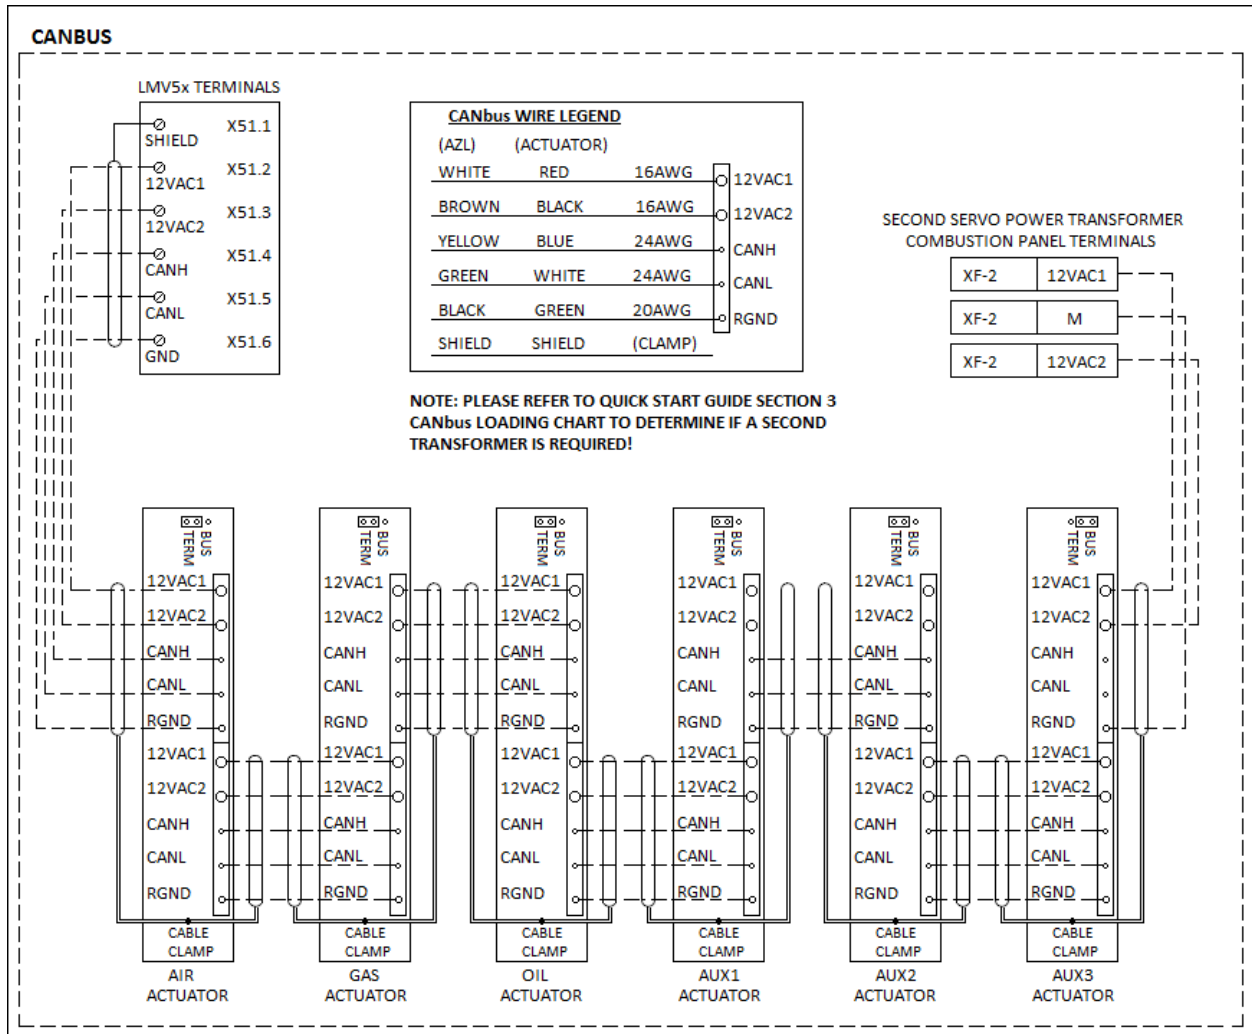 CANBUS
LMV5x TERMINALS
SHIELD X51.1
12VAC1 X51.2
12VAC2 X51.3
CANH X51.4
CANL X51.5
GND X51.6
CANbus WIRE LEGEND
(AZL) (ACTUATOR)
WHITE RED 16AWG 12VAC1
BROWN BLACK 16AWG 12VAC2
YELLOW BLUE 24AWG CANH
GREEN WHITE 24AWG CANL
BLACK GREEN 20AWG RGND
SHIELD SHIELD (CLAMP)
SECOND SERVO POWER TRANSFORMER
COMBUSTION PANEL TERMINALS
XF-2 12VAC1
XF-2 M
XF-2 12VAC2
NOTE: PLEASE REFER TO QUICK START GUIDE SECTION 3
CANbus LOADING CHART TO DETERMINE IF A SECOND
TRANSFORMER IS REQUIRED!
BUS
TERM
12VAC1
12VAC2
CANH
CANL
RGND
12VAC1
12VAC2
CANH
CANL
RGND
CABLE
CLAMP
AIR
ACTUATOR
BUS
TERM
12VAC1
12VAC2
CANH
CANL
RGND
12VAC1
12VAC2
CANH
CANL
RGND
CABLE
CLAMP
GAS
ACTUATOR
BUS
TERM
12VAC1
12VAC2
CANH
CANL
RGND
12VAC1
12VAC2
CANH
CANL
RGND
CABLE
CLAMP
OIL
ACTUATOR
BUS
TERM
12VAC1
12VAC2
CANH
CANL
RGND
12VAC1
12VAC2
CANH
CANL
RGND
CABLE
CLAMP
AUX1
ACTUATOR
BUS
TERM
12VAC1
12VAC2
CANH
CANL
RGND
12VAC1
12VAC2
CANH
CANL
RGND
CABLE
CLAMP
AUX2
ACTUATOR
BUS
TERM
12VAC1
12VAC2
CANH
CANL
RGND
12VAC1
12VAC2
CANH
CANL
RGND
CABLE
CLAMP
AUX3
ACTUATOR